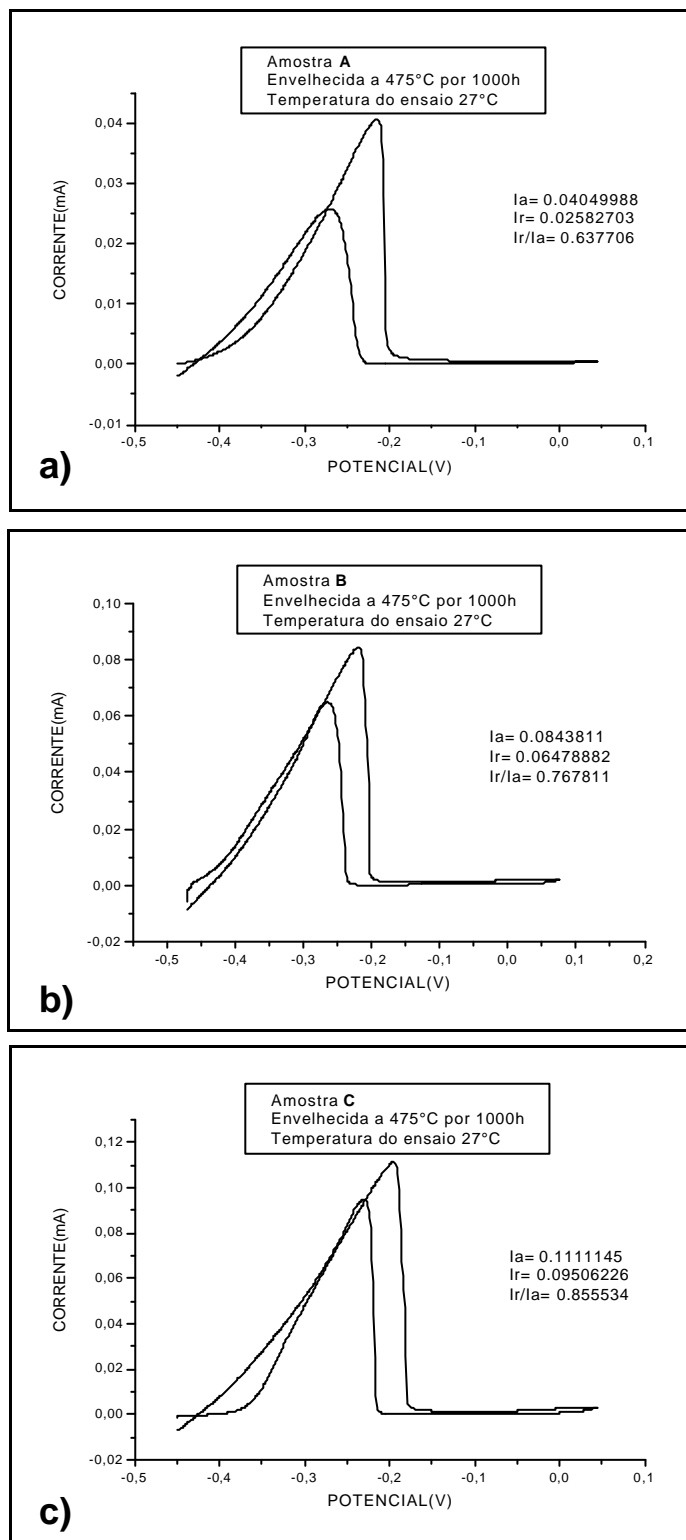 Amostra A
Envelhecida a 475°C por 1000h
Temperatura do ensaio 27°C
0,04
0,03
0,02
0,01
0,00
-0,01
CORRENTE(mA)
Ia= 0.04049988
Ir= 0.02582703
Ir/Ia= 0.637706
-0,5 -0,4 -0,3 -0,2 -0,1 0,0 0,1
POTENCIAL(V)
a)
Amostra B
Envelhecida a 475°C por 1000h
Temperatura do ensaio 27°C
0,10
0,08
0,06
0,04
0,02
0,00
-0,02
CORRENTE(mA)
Ia= 0.0843811
Ir= 0.06478882
Ir/Ia= 0.767811
-0,5 -0,4 -0,3 -0,2 -0,1 0,0 0,1 0,2
POTENCIAL(V)
b)
Amostra C
Envelhecida a 475°C por 1000h
Temperatura do ensaio 27°C
0,12
0,10
0,08
0,06
0,04
0,02
0,00
-0,02
CORRENTE(mA)
Ia= 0.1111145
Ir= 0.09506226
Ir/Ia= 0.855534
-0,5 -0,4 -0,3 -0,2 -0,1 0,0 0,1
POTENCIAL(V)
c)